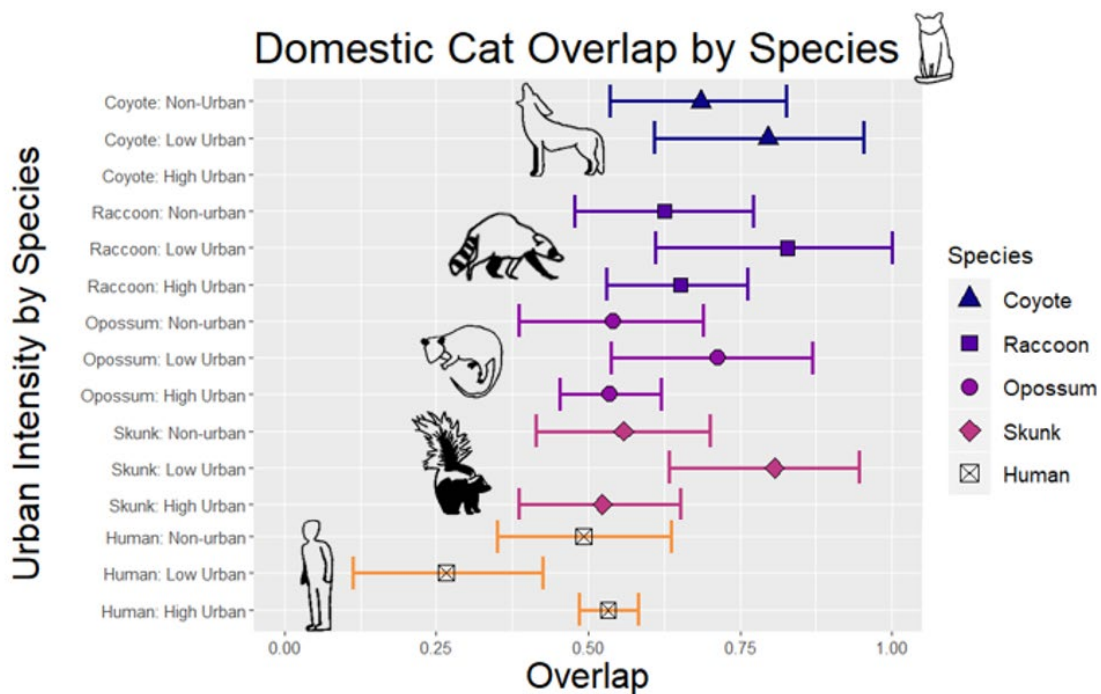 Domestic Cat Overlap by Species
Urban Intensity by Species
Coyote: Non-Urban
Coyote: Low Urban
Coyote: High Urban
Raccoon: Non-urban
Raccoon: Low Urban
Raccoon: High Urban
Opossum: Non-urban
Opossum: Low Urban
Opossum: High Urban
Skunk: Non-urban
Skunk: Low Urban
Skunk: High Urban
Human: Non-urban
Human: Low Urban
Human: High Urban
0.00 0.25 0.50 0.75 1.00
Overlap
Species
Coyote
Raccoon
Opossum
Skunk
Human